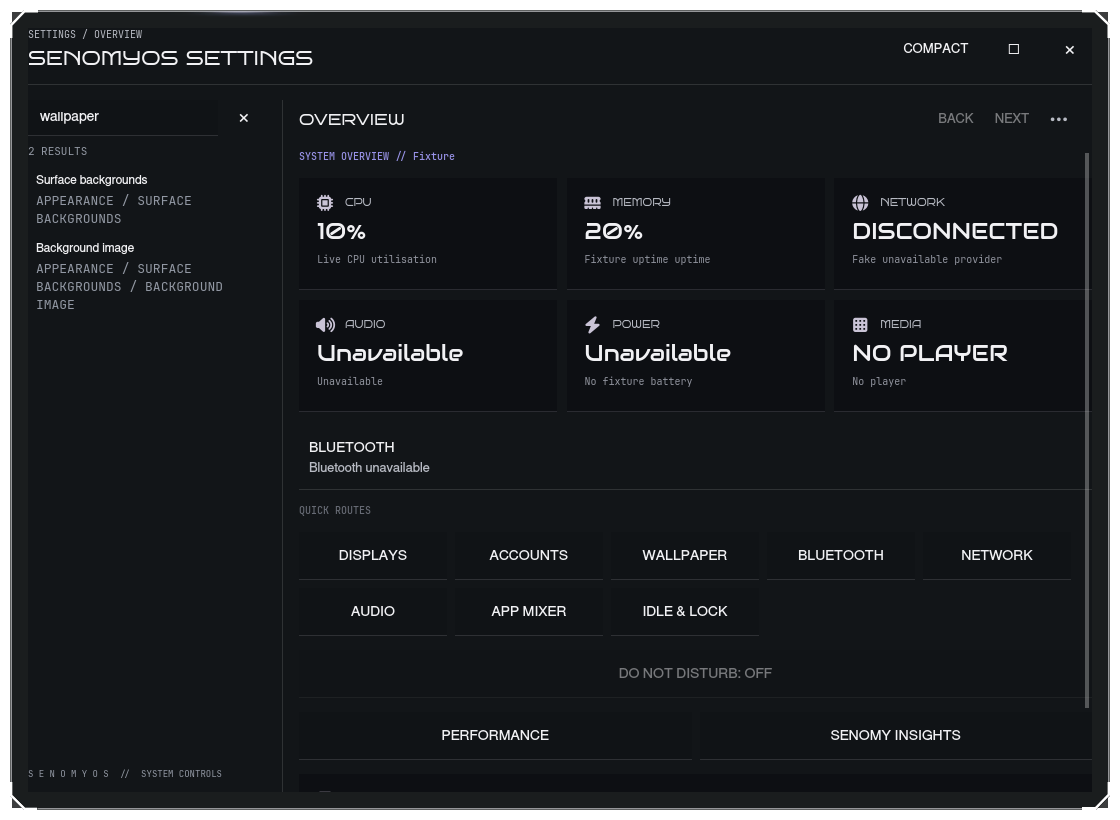 SETTINGS / OVERVIEW
SENOMYOS SETTINGS
COMPACT
wallpaper
2 RESULTS
Surface backgrounds
APPEARANCE / SURFACE
BACKGROUNDS
Background image
APPEARANCE / SURFACE
BACKGROUNDS / BACKGROUND
IMAGE
SENOMYOS // SYSTEM CONTROLS
OVERVIEW
BACK NEXT
SYSTEM OVERVIEW // Fixture
CPU
10%
Live CPU utilisation
MEMORY
20%
Fixture uptime uptime
NETWORK
DISCONNECTED
Fake unavailable provider
AUDIO
Unavailable
Unavailable
POWER
Unavailable
No fixture battery
MEDIA
NO PLAYER
No player
BLUETOOTH
Bluetooth unavailable
QUICK ROUTES
DISPLAYS ACCOUNTS WALLPAPER BLUETOOTH NETWORK
AUDIO APP MIXER IDLE & LOCK
DO NOT DISTURB: OFF
PERFORMANCE SENOMY INSIGHTS